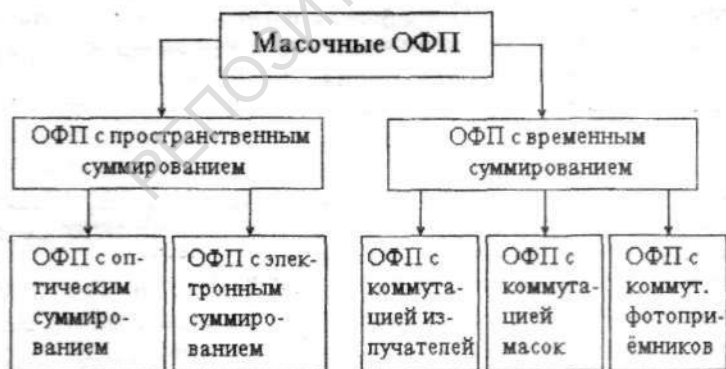 Масочные ОФП
ОФП с пространственным
суммированием
ОФП с временным
суммированием
ОФП с оп-
тическим
суммиро-
ванием
ОФП с элек-
тронным
суммиро-
ванием
ОФП с
коммута-
цией из-
лучателей
ОФП с
коммута-
цией
масок
ОФП с
коммут.
фотопри-
ёмников